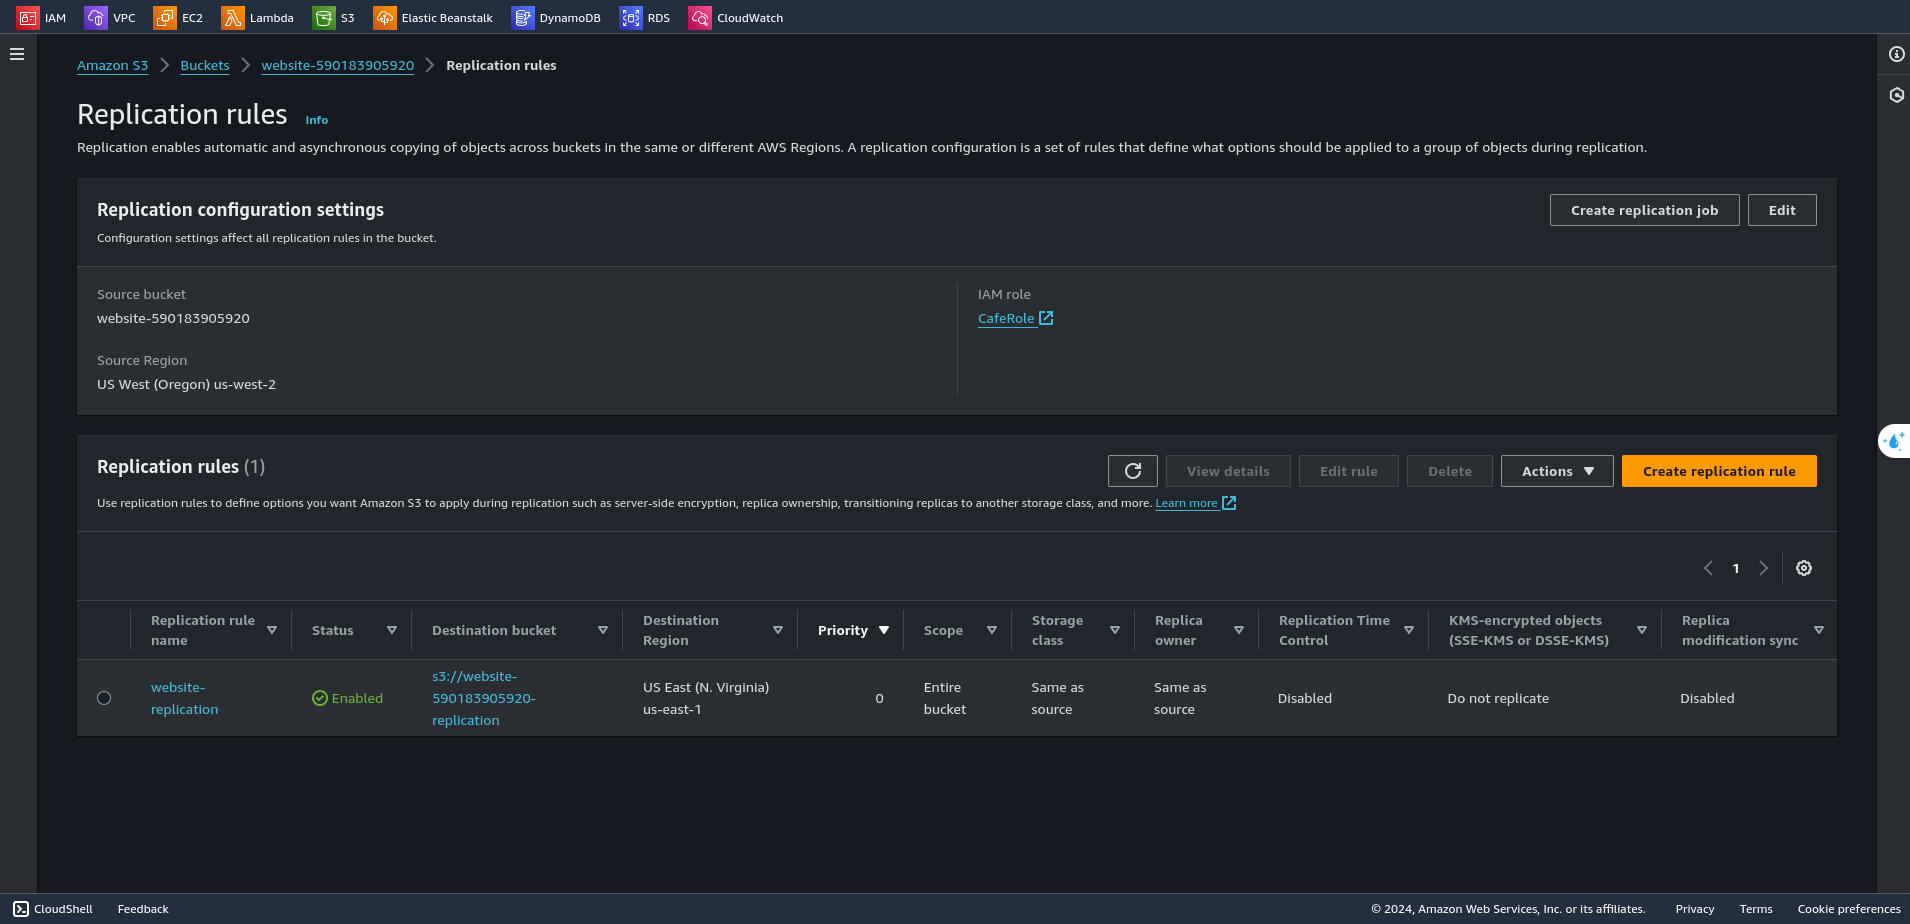 IAM VPC EC2 Lambda S3 Elastic Beanstalk DynamoDB RDS CloudWatch
Amazon S3 Buckets website-590183905920 Replication rules
Replication rules Info
Replication enables automatic and asynchronous copying of objects across buckets in the same or different AWS Regions. A replication configuration is a set of rules that define what options should be applied to a group of objects during replication.
Replication configuration settings
Create replication job Edit
Configuration settings affect all replication rules in the bucket.
Source bucket
website-590183905920
Source Region
US West (Oregon) us-west-2
IAM role
CafeRole
Replication rules (1)
View details Edit rule Delete Actions Create replication rule
Use replication rules to define options you want Amazon S3 to apply during replication such as server-side encryption, replica ownership, transitioning replicas to another storage class, and more. Learn more
1
Replication rule
name
Status
Destination bucket
Destination
Region
Priority
Scope
Storage
class
Replica
owner
Replication Time
Control
KMS-encrypted objects
(SSE-KMS or DSSE-KMS)
Replica
modification sync
website-
replication
Enabled
s3://website-
590183905920-
replication
US East (N. Virginia)
us-east-1
0
Entire
bucket
Same as
source
Same as
source
Disabled
Do not replicate
Disabled
CloudShell Feedback © 2024, Amazon Web Services, Inc. or its affiliates. Privacy Terms Cookie preferences